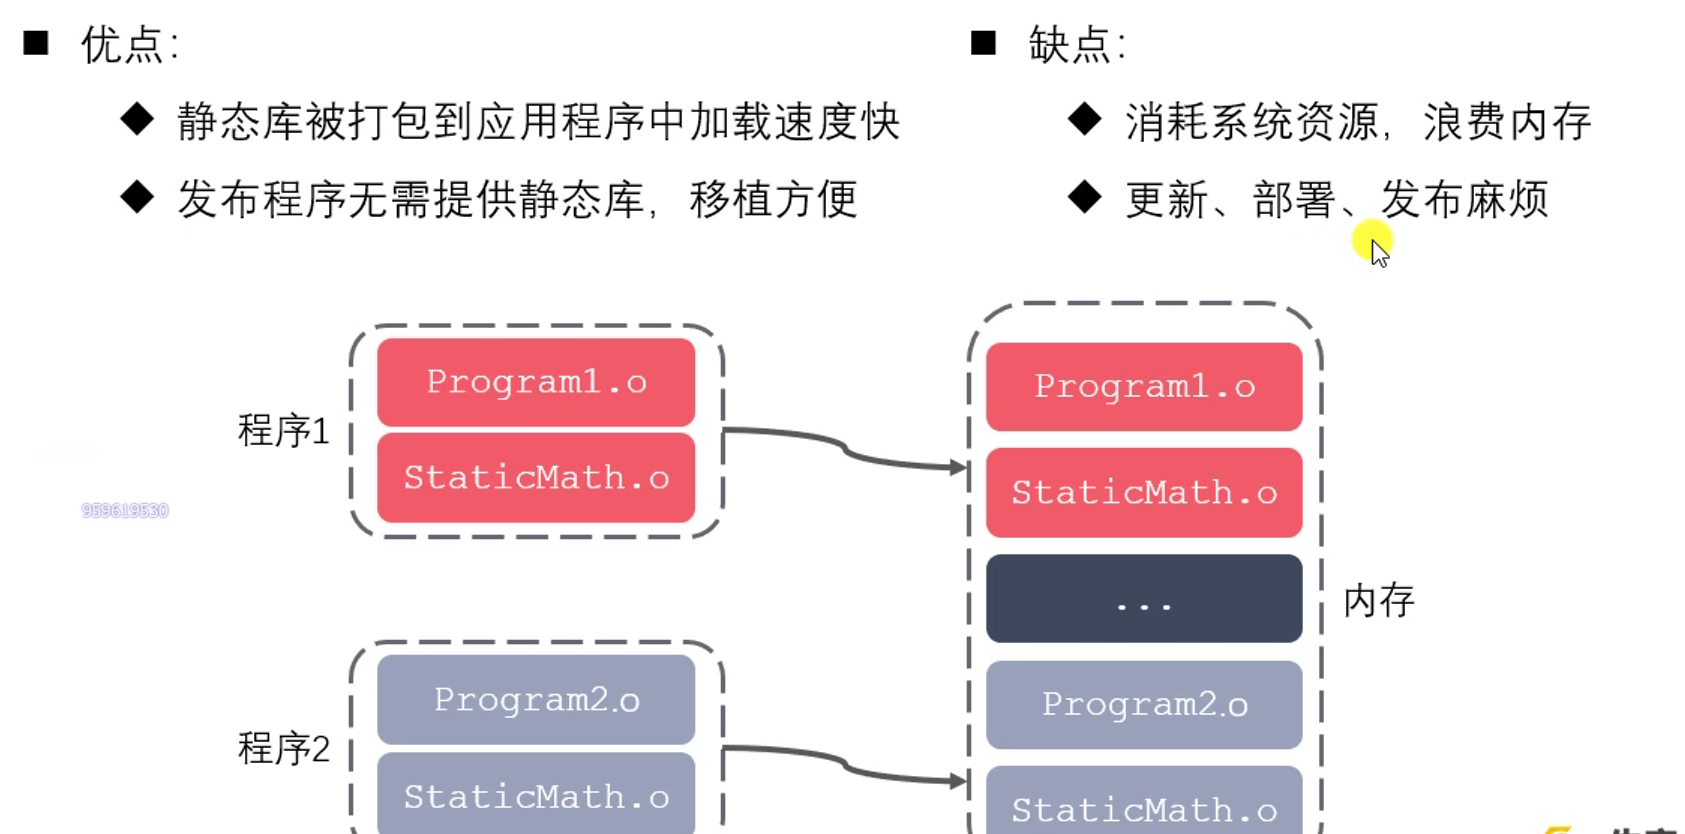 ■ 优点:
◆ 静态库被打包到应用程序中加载速度快
◆ 发布程序无需提供静态库，移植方便
■ 缺点:
◆ 消耗系统资源，浪费内存
◆ 更新、部署、发布麻烦
程序1
Program1.o
StaticMath.o
959619530
程序2
Program2.o
StaticMath.o
Program1.o
StaticMath.o
...
内存
Program2.o
StaticMath.o